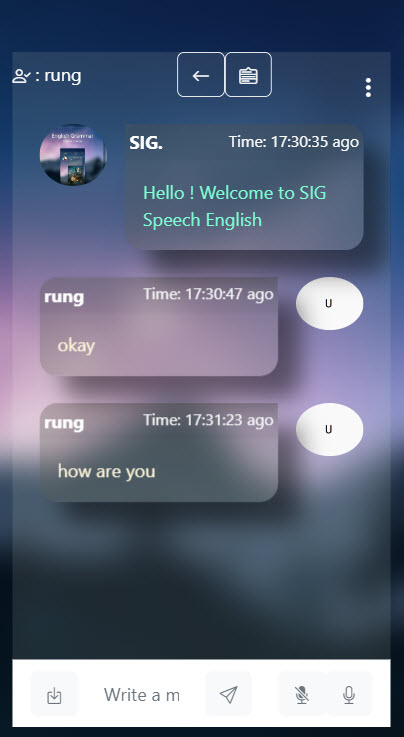 : rung
English Grammar
SIG.
Time: 17:30:35 ago
Hello ! Welcome to SIG
Speech English
rung
Time: 17:30:47 ago
U
okay
rung
Time: 17:31:23 ago
U
how are you
Write a m